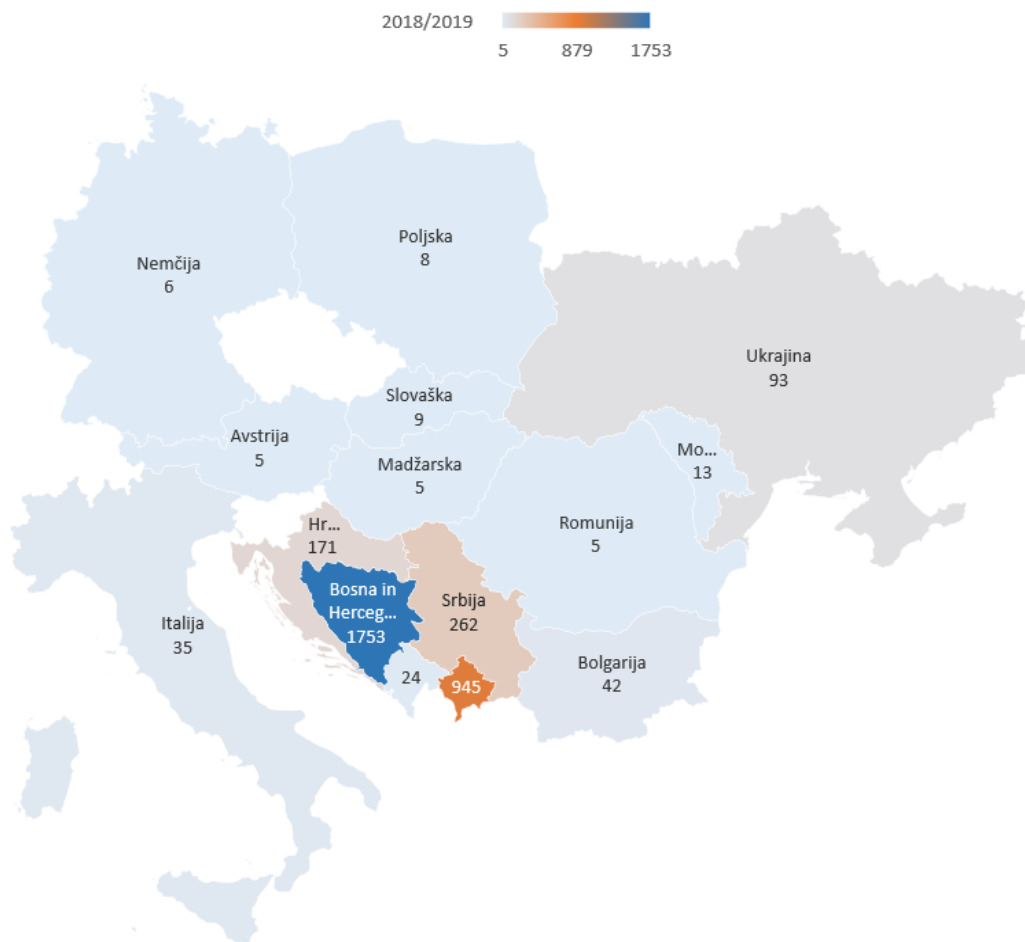 2018/2019
5 879 1753
Poljska
8
Nemčija
6
Ukrajina
93
Slovaška
9
Avstrija
5
Mo...
13
Madžarska
5
Romunija
5
Hr...
171
Bosna in
Herceg...
1753
Srbija
262
Italija
35
Bolgarija
42
24
945